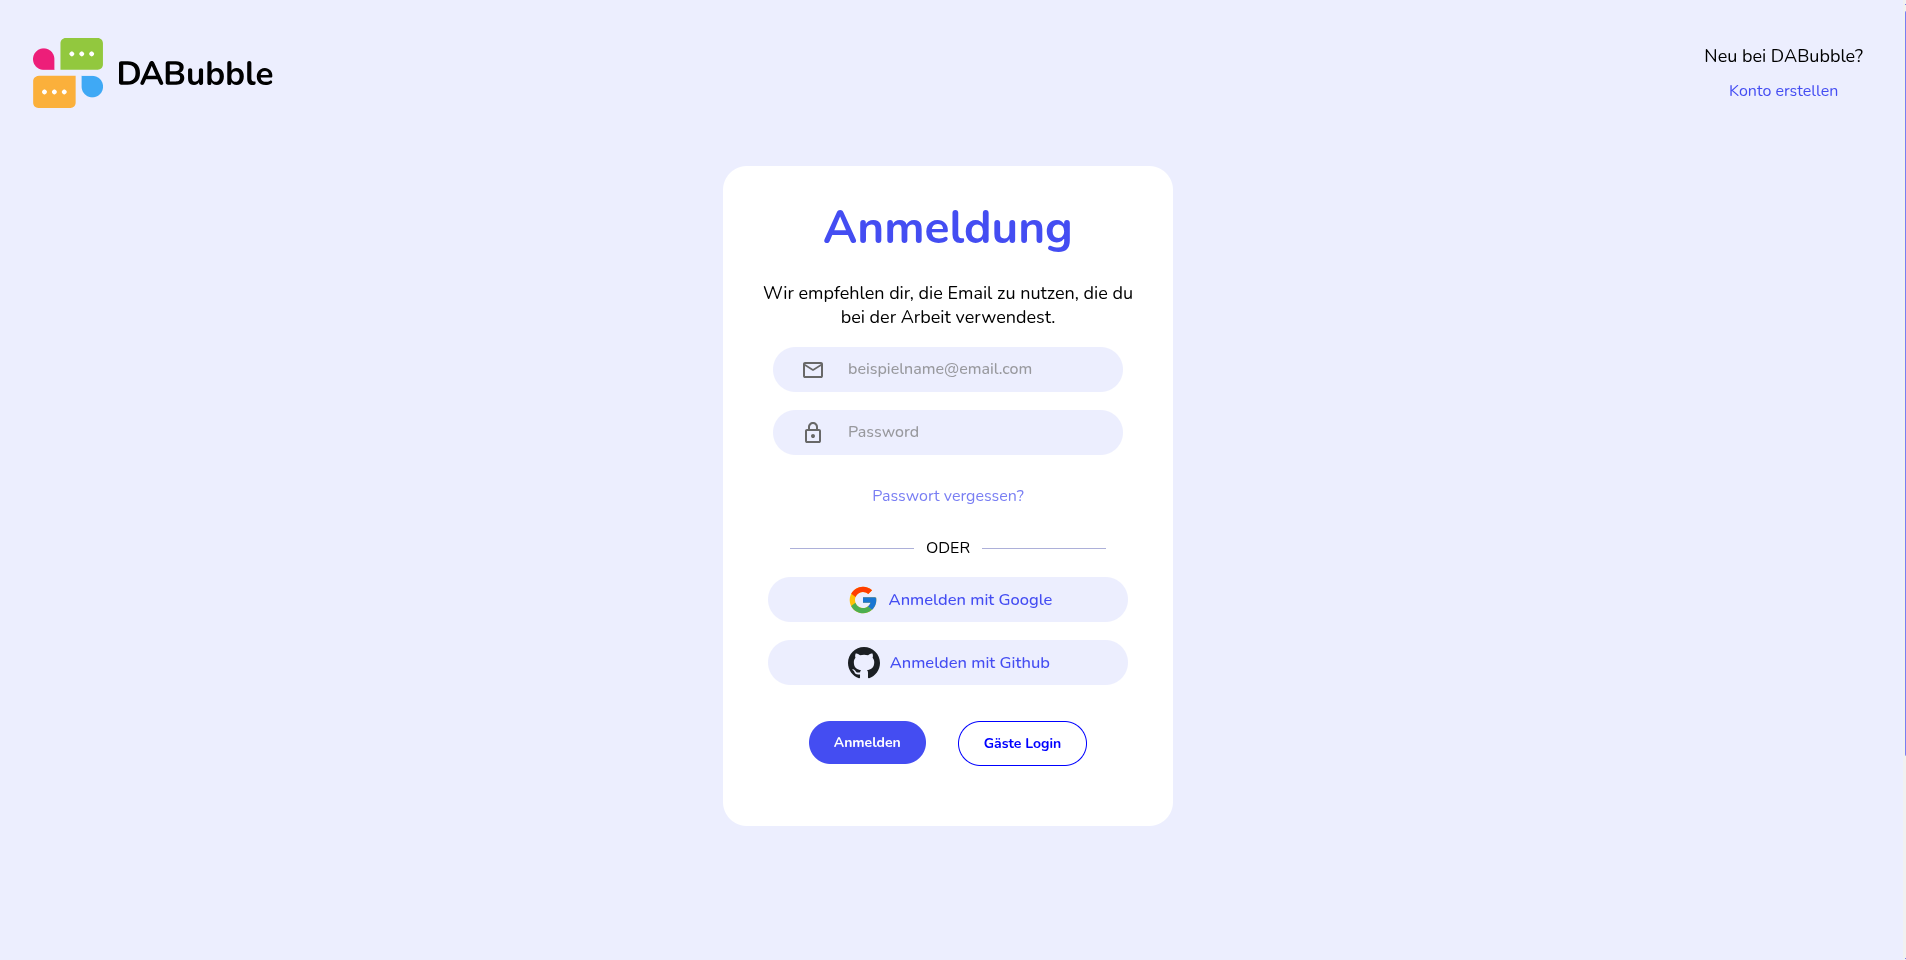 DABubble
Neu bei DABubble?
Konto erstellen
Anmeldung
Wir empfehlen dir, die Email zu nutzen, die du
bei der Arbeit verwendest.
beispielname@email.com
Password
Passwort vergessen?
ODER
Anmelden mit Google
Anmelden mit Github
Anmelden
Gäste Login